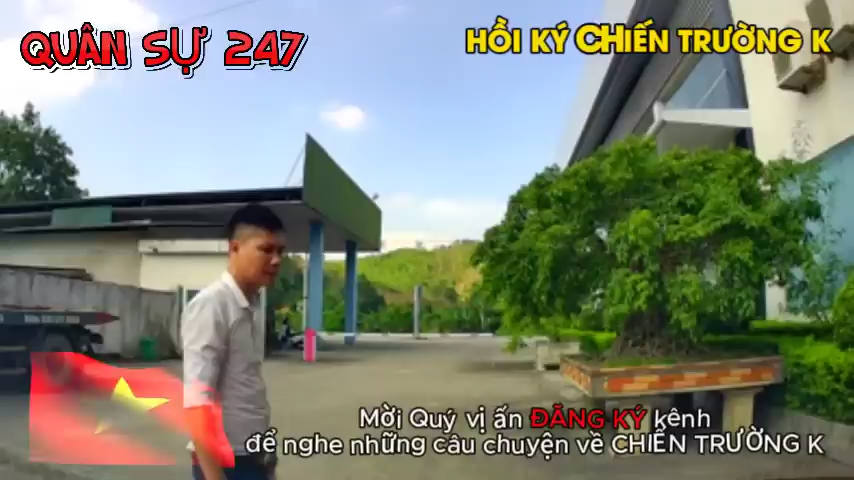 QUÂN SỰ 247
HỒI KÝ CHIẾN TRƯỜNG K
Mời Quý vị ấn ĐĂNG KÝ kênh
để nghe những câu chuyện về CHIẾN TRƯỜNG K